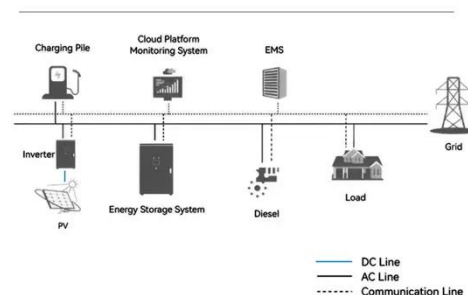 Charging Pile
Cloud Platform
Monitoring System
EMS
Grid
Inverter
PV
Energy Storage System
Diesel
Load
DC Line
AC Line
Communication Line